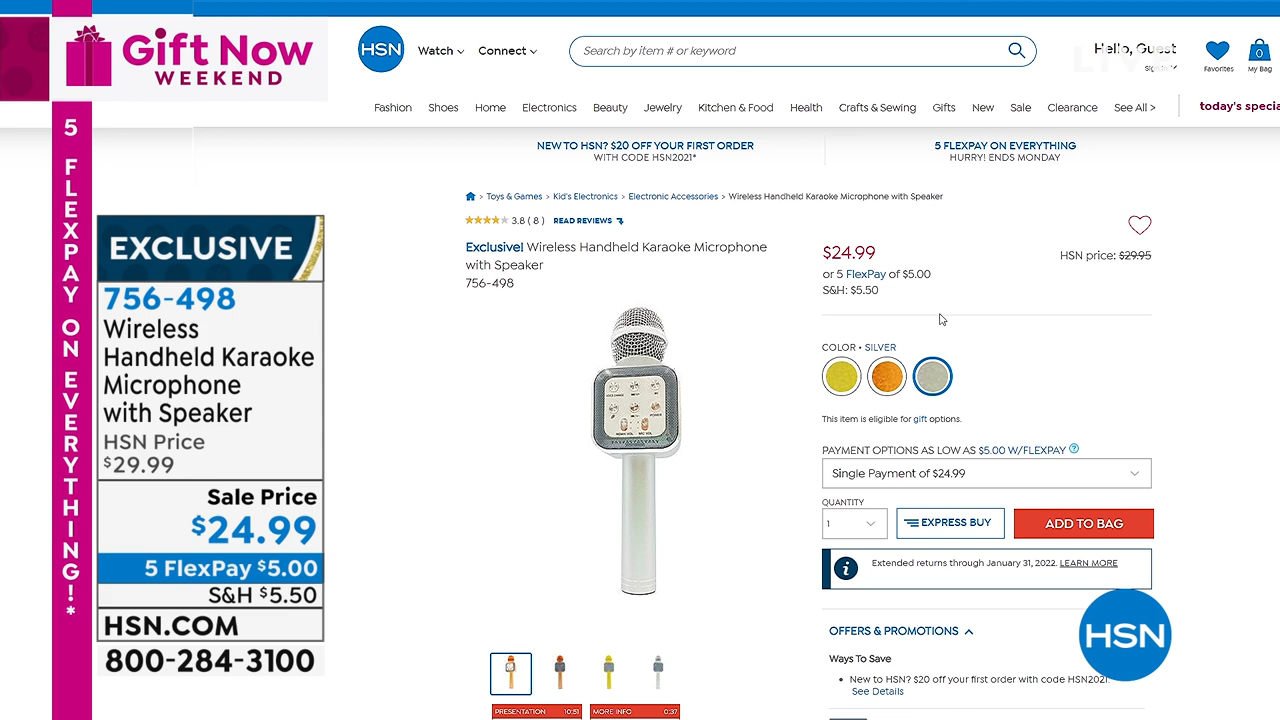 Gift Now
WEEKEND
5 FLEXPAY ON EVERYTHING!*
EXCLUSIVE
756-498
Wireless
Handheld Karaoke
Microphone
with Speaker
HSN Price
$29.99
Sale Price
$24.99
5 FlexPay $5.00
S&H $5.50
HSN.COM
800-284-3100
HSN
Watch
Connect
Search by item # or keyword
Hello, Guest
LIVE
Favorites
0
My Bag
Fashion Shoes Home Electronics Beauty Jewelry Kitchen & Food Health Crafts & Sewing Gifts New Sale Clearance See All >
today's specia
NEW TO HSN? $20 OFF YOUR FIRST ORDER
WITH CODE HSN2021*
5 FLEXPAY ON EVERYTHING
HURRY! ENDS MONDAY
> Toys & Games > Kid's Electronics > Electronic Accessories > Wireless Handheld Karaoke Microphone with Speaker
3.8 ( 8 ) READ REVIEWS
Exclusive! Wireless Handheld Karaoke Microphone
with Speaker
756-498
$24.99
HSN price: $29.95
or 5 FlexPay of $5.00
S&H: $5.50
COLOR • SILVER
This item is eligible for gift options.
PAYMENT OPTIONS AS LOW AS $5.00 W/FLEXPAY
Single Payment of $24.99
QUANTITY
1
EXPRESS BUY
ADD TO BAG
Extended returns through January 31, 2022. LEARN MORE
OFFERS & PROMOTIONS
HSN
Ways To Save
• New to HSN? $20 off your first order with code HSN2021.
See Details
PRESENTATION 10:51
MORE INFO 0:37